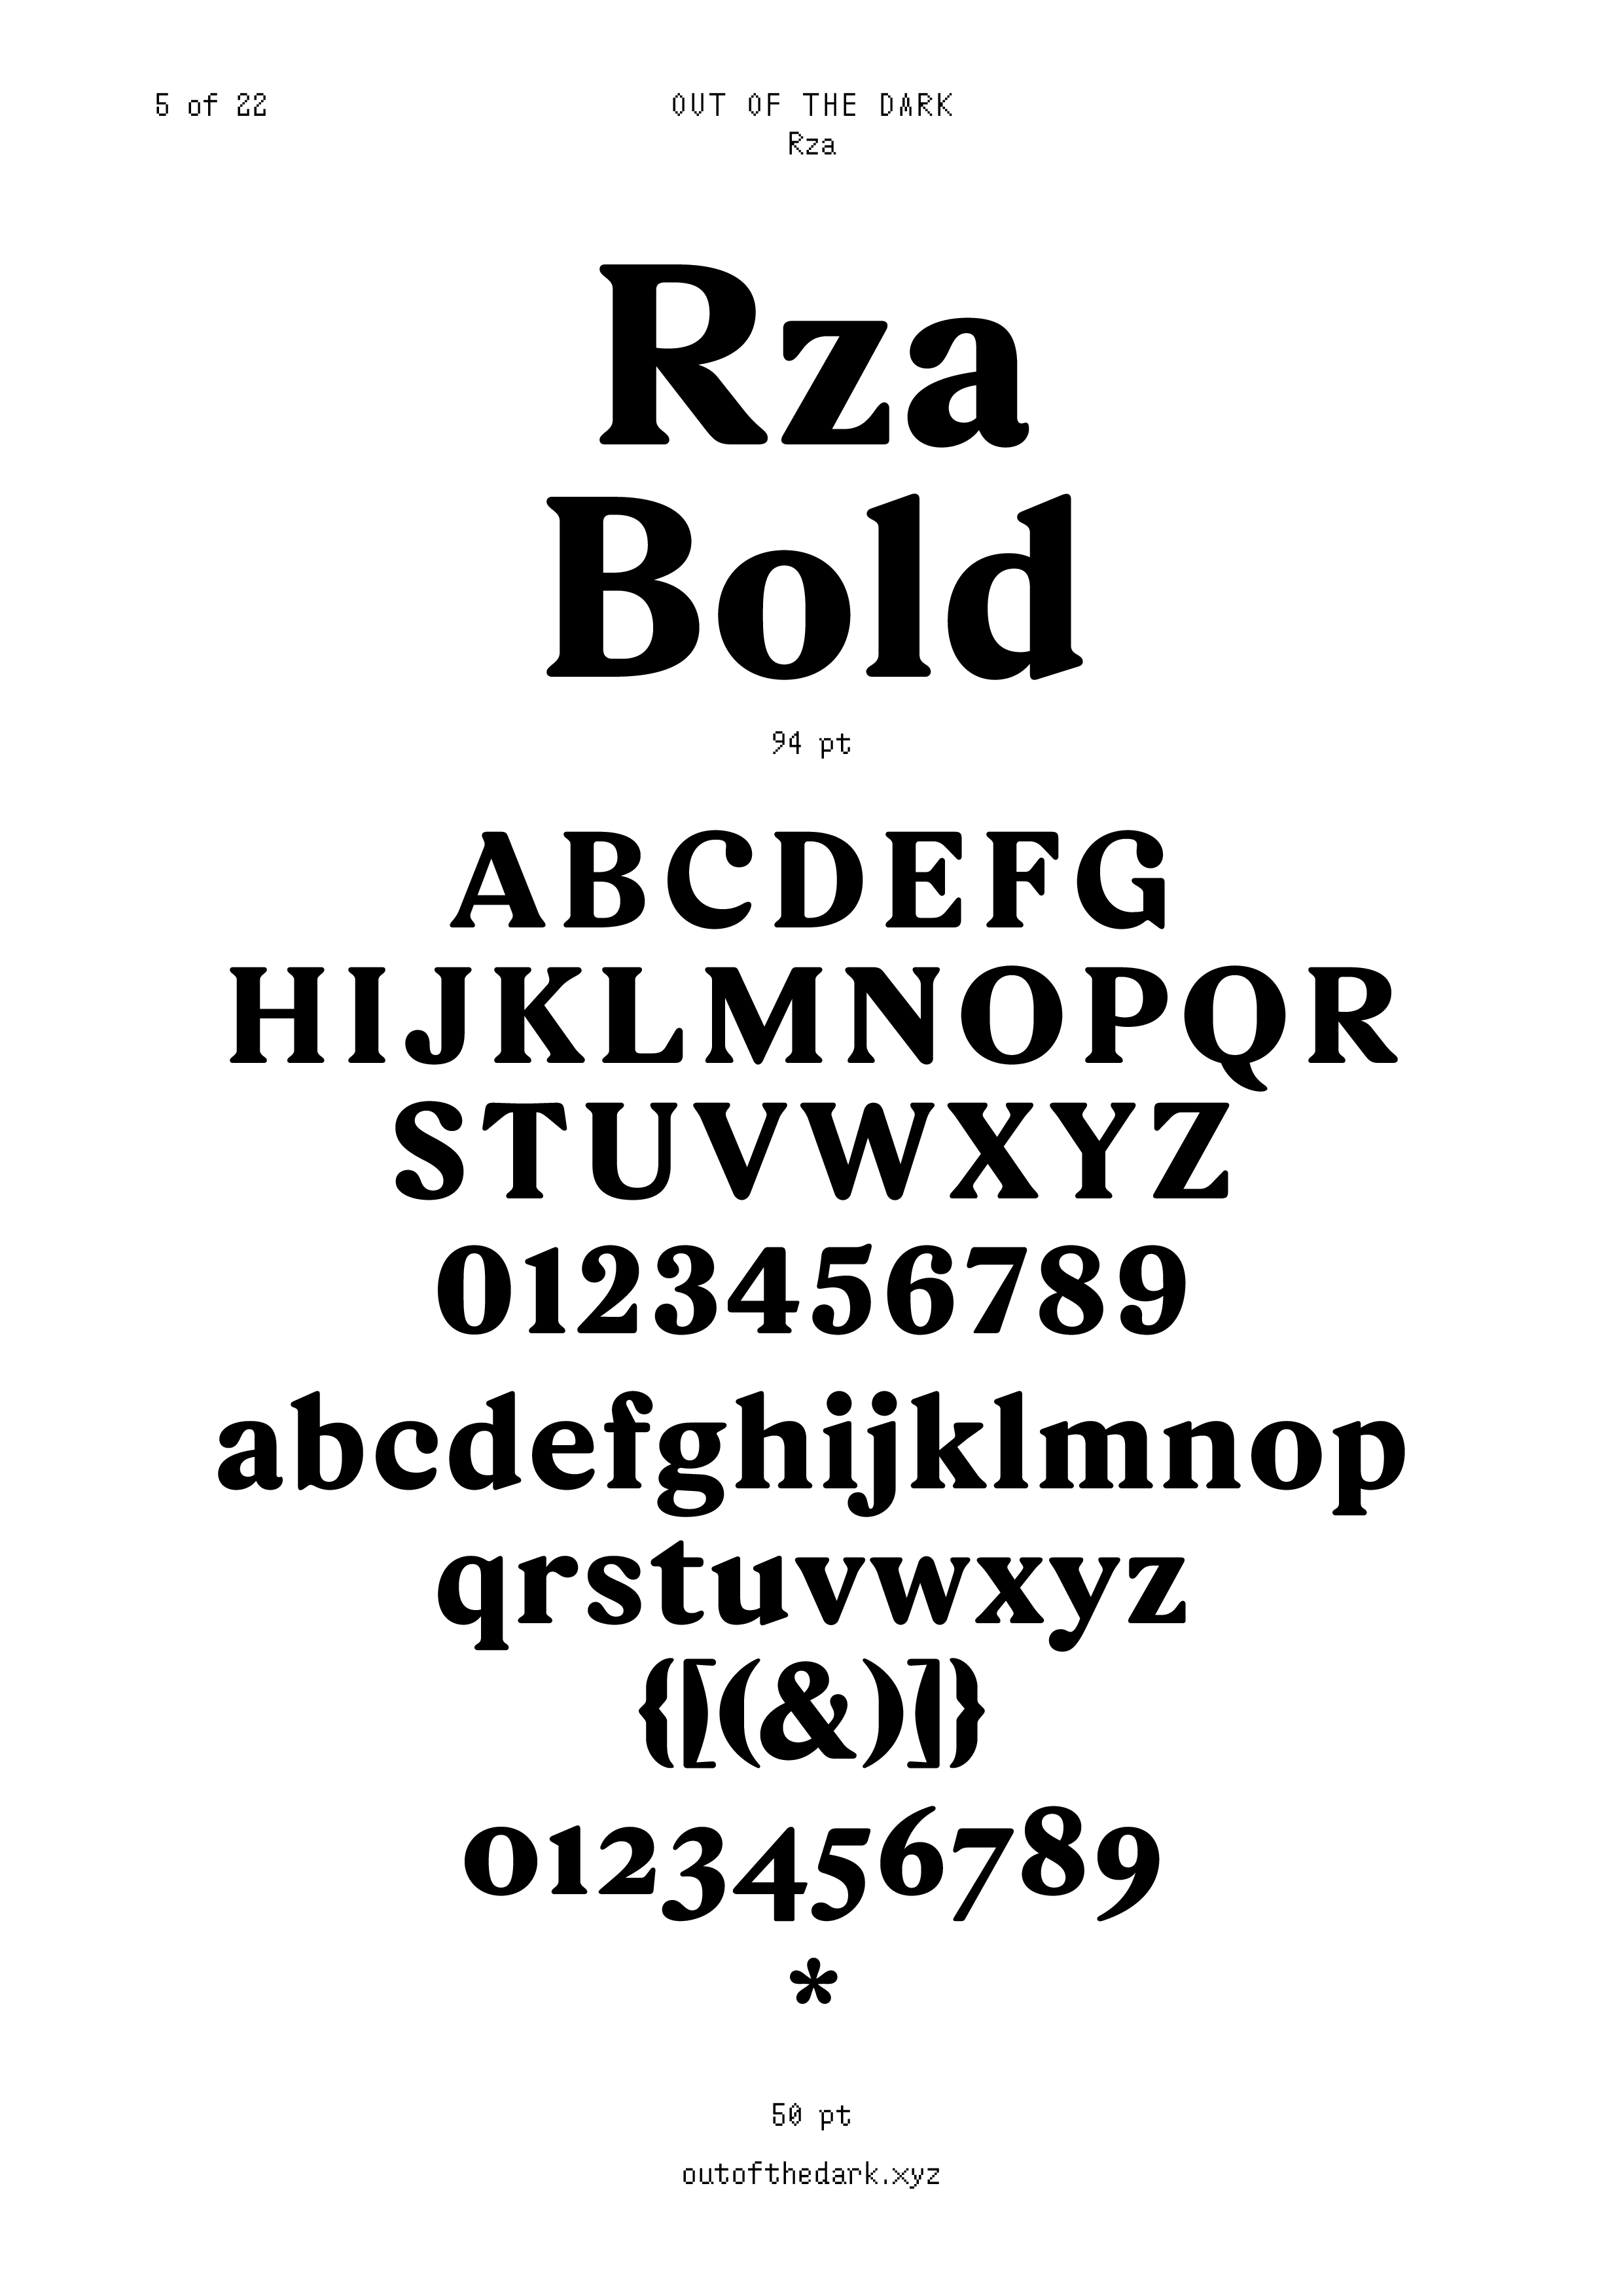 5 of 22
OUT OF THE DARK
Rza
Rza
Bold
94 pt
ABCDEFG
HIJKLMNOPQR
STUVWXYZ
0123456789
abcdefghijklmnop
qrstuvwxyz
{[(&)]}
0123456789
*
50 pt
outofthedark.xyz